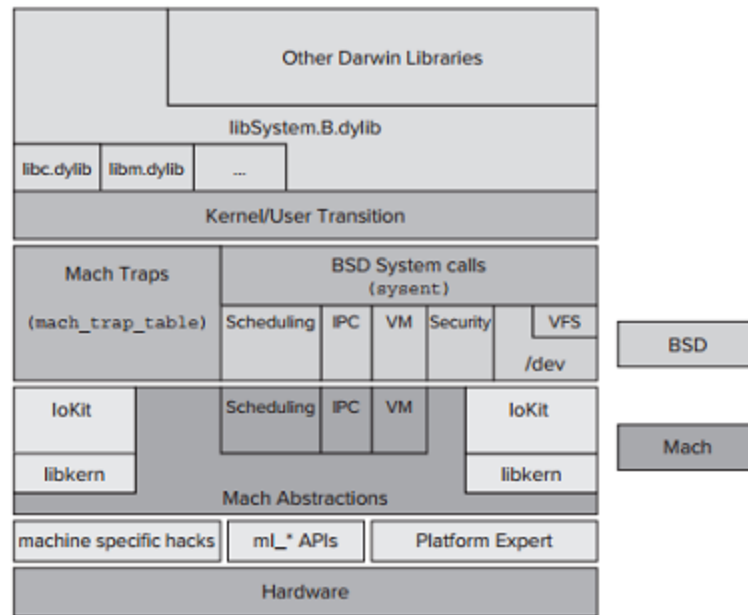 Other Darwin Libraries
libSystem.B.dylib
libc.dylib libm.dylib ...
Kernel/User Transition
Mach Traps
(mach_trap_table)
BSD System calls
(sysent)
Scheduling IPC VM Security VFS
/dev
BSD
IoKit Scheduling IPC VM IoKit
Mach
libkern libkern
Mach Abstractions
machine specific hacks ml_* APIs Platform Expert
Hardware